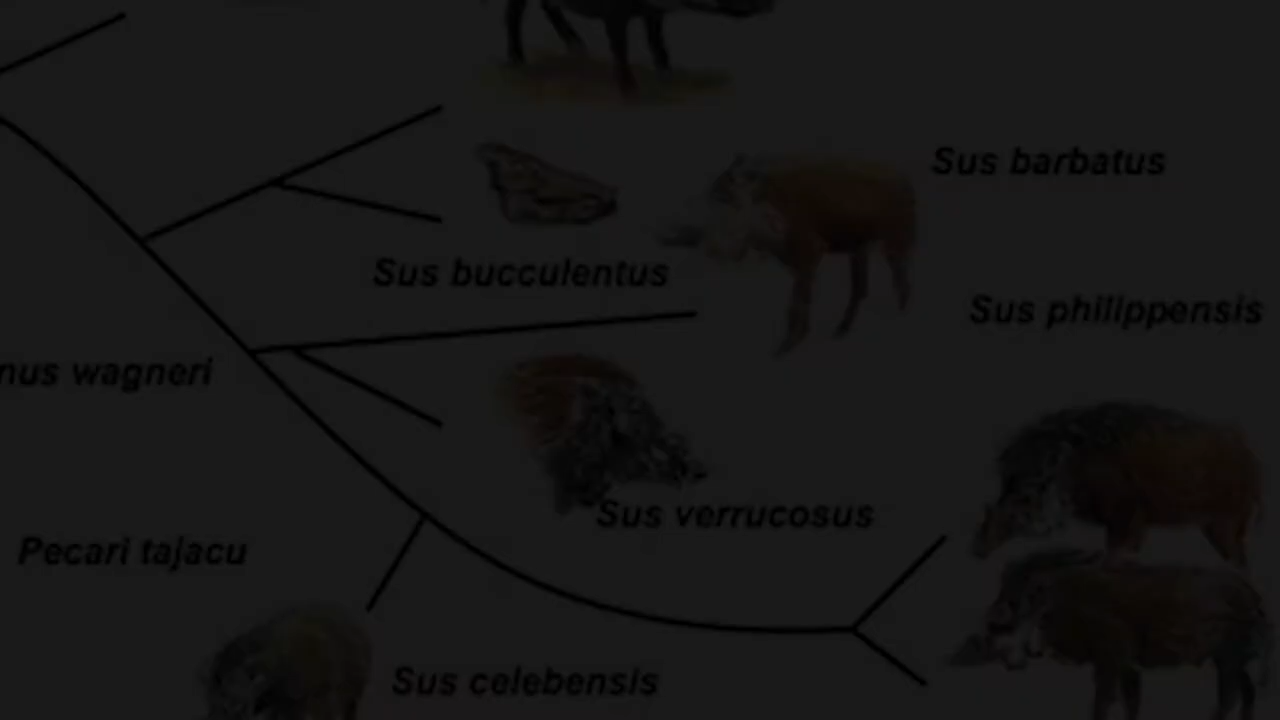 Sus barbatus
Sus bucculentus
Sus philippensis
nus wagneri
Sus verrucosus
Pecari tajacu
Sus celebensis